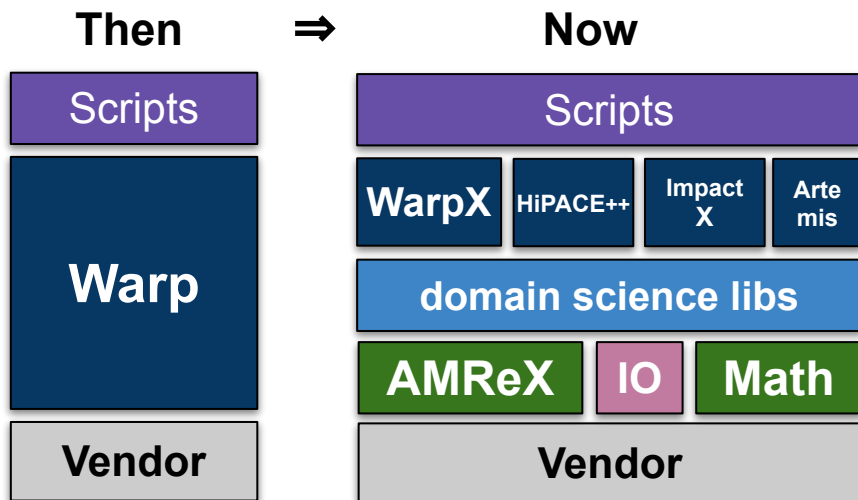 Then ⇒ Now
Scripts
Warp
Vendor
Scripts
WarpX HiPACE++ Impact Arte
X mis
domain science libs
AMReX IO Math
Vendor